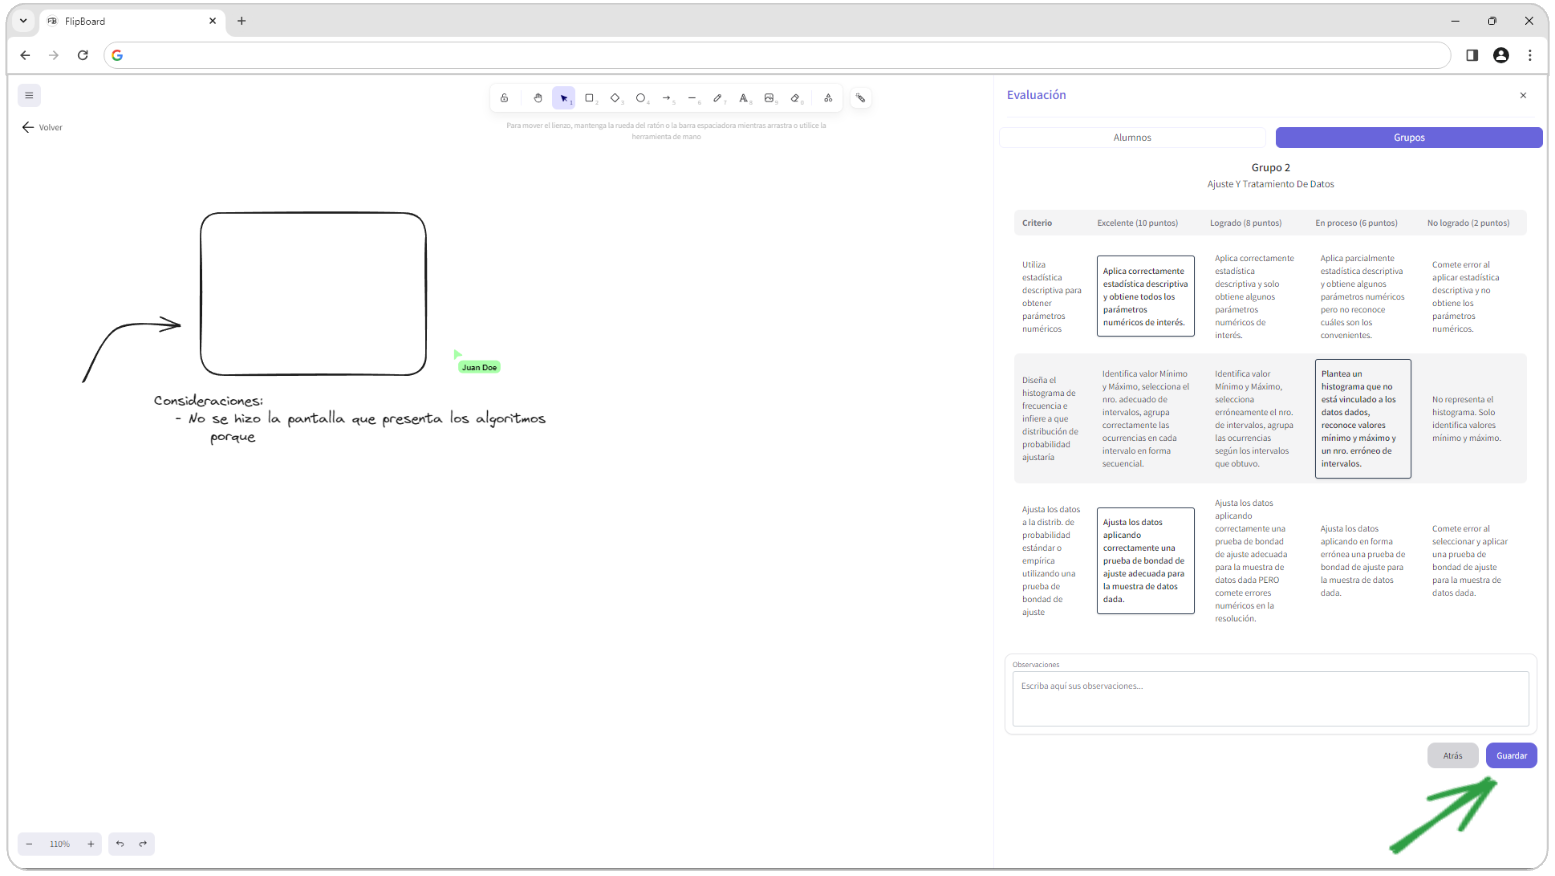 FlipBoard
Volver
Para mover el lienzo, mantenga la rueda del ratón o la barra espaciadora mientras arrastra o utilice la
herramienta de mano
1
2
3
4
5
6
7
8
9
0
Juan Doe
Consideraciones:
- No se hizo la pantalla que presenta los algoritmos
porque
110%
Evaluación
Alumnos
Grupos
Grupo 2
Ajuste Y Tratamiento De Datos
Criterio
Excelente (10 puntos)
Logrado (8 puntos)
En proceso (6 puntos)
No logrado (2 puntos)
Utiliza
estadística
descriptiva para
obtener
parámetros
numéricos
Aplica correctamente
estadística descriptiva
y obtiene todos los
parámetros
numéricos de interés.
Aplica correctamente
estadística
descriptiva y solo
obtiene algunos
parámetros
numéricos de
interés.
Aplica parcialmente
estadística descriptiva
y obtiene algunos
parámetros numéricos
pero no reconoce
cuáles son los
convenientes.
Comete error al
aplicar estadística
descriptiva y no
obtiene los
parámetros
numéricos.
Diseña el
histograma de
frecuencia e
infiere a que
distribución de
probabilidad
ajustaría
Identifica valor Mínimo
y Máximo, selecciona el
nro. adecuado de
intervalos, agrupa
correctamente las
ocurrencias en cada
intervalo en forma
secuencial.
Identifica valor
Mínimo y Máximo,
selecciona
erróneamente el nro.
de intervalos, agrupa
las ocurrencias
según los intervalos
que obtuvo.
Plantea un
histograma que no
está vinculado a los
datos dados,
reconoce valores
mínimo y máximo y
un nro. erróneo de
intervalos.
No representa el
histograma. Solo
identifica valores
mínimo y máximo.
Ajusta los datos
a la distrib. de
probabilidad
estándar o
empírica
utilizando una
prueba de
bondad de
ajuste
Ajusta los datos
aplicando
correctamente una
prueba de bondad de
ajuste adecuada para
la muestra de datos
dada.
Ajusta los datos
aplicando
correctamente una
prueba de bondad
de ajuste adecuada
para la muestra de
datos dada PERO
comete errores
numéricos en la
resolución.
Ajusta los datos
aplicando en forma
errónea una prueba de
bondad de ajuste para
la muestra de datos
dada.
Comete error al
seleccionar y aplicar
una prueba de
bondad de ajuste
para la muestra de
datos dada.
Observaciones
Escriba aquí sus observaciones...
Atrás
Guardar